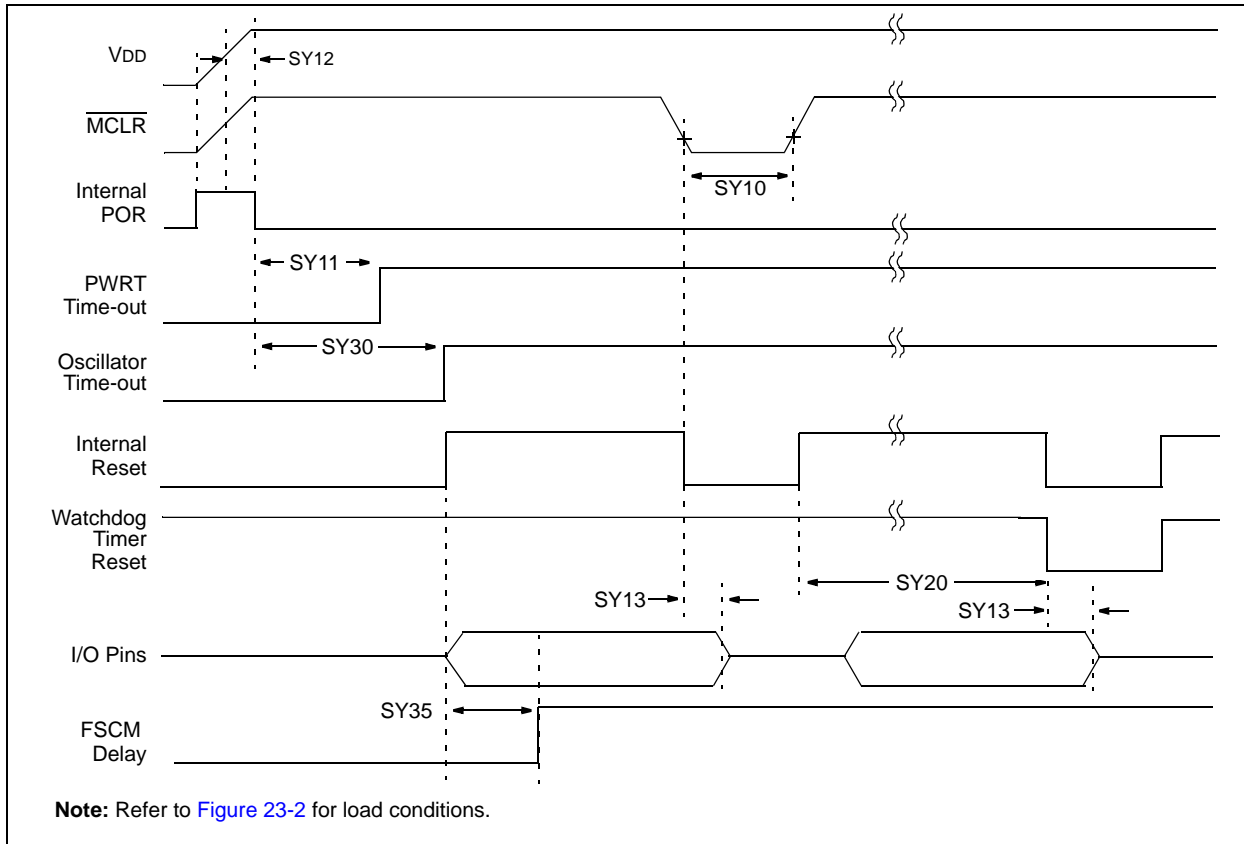 VDD
SY12
MCLR
SY10
Internal
POR
SY11
PWRT
Time-out
SY30
Oscillator
Time-out
Internal
Reset
Watchdog
Timer
Reset
SY20
SY13
SY13
I/O Pins
SY35
FSCM
Delay
Note: Refer to Figure 23-2 for load conditions.